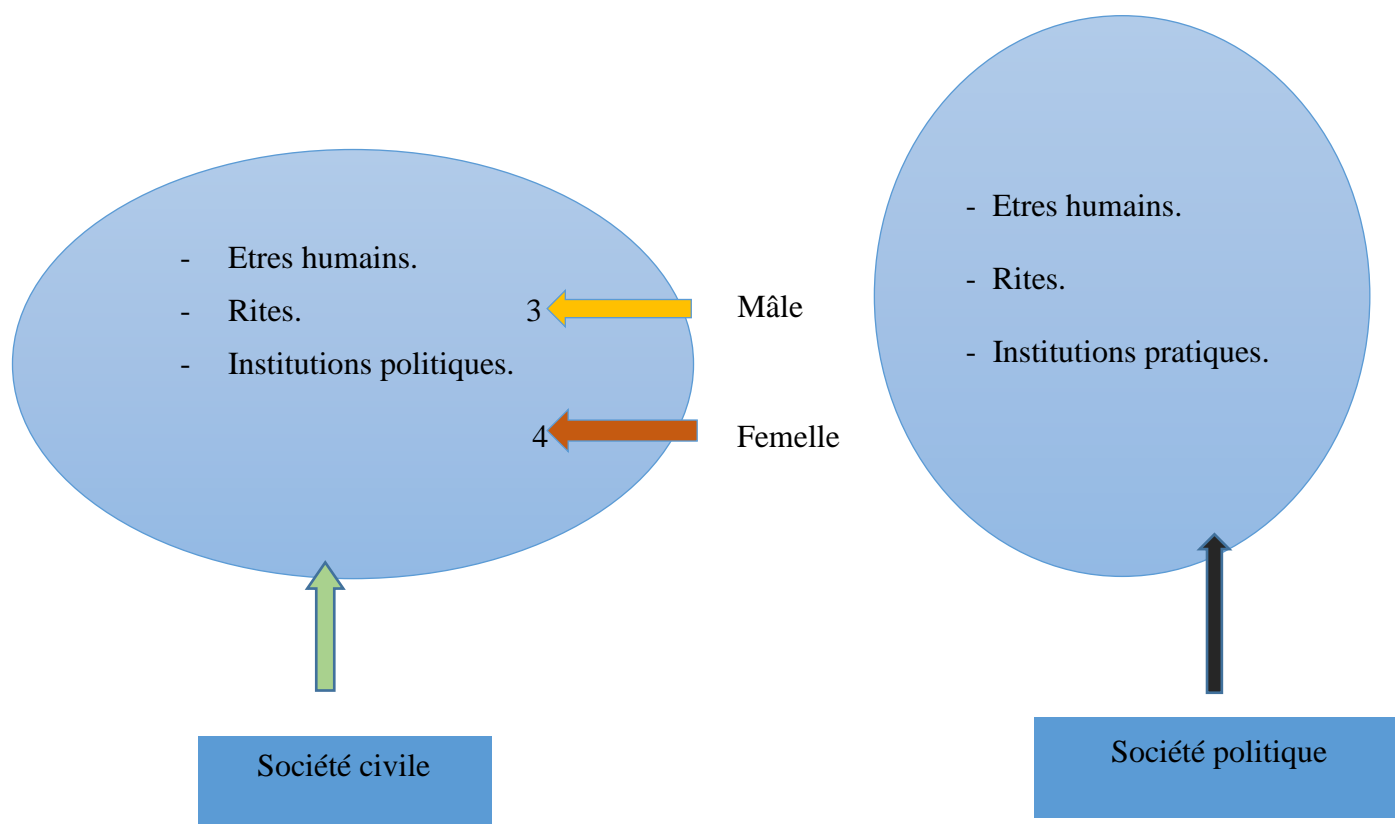 - Etres humains.
- Rites.
- Institutions politiques.
3
Mâle
4
Femelle
Société civile
- Etres humains.
- Rites.
- Institutions pratiques.
Société politique